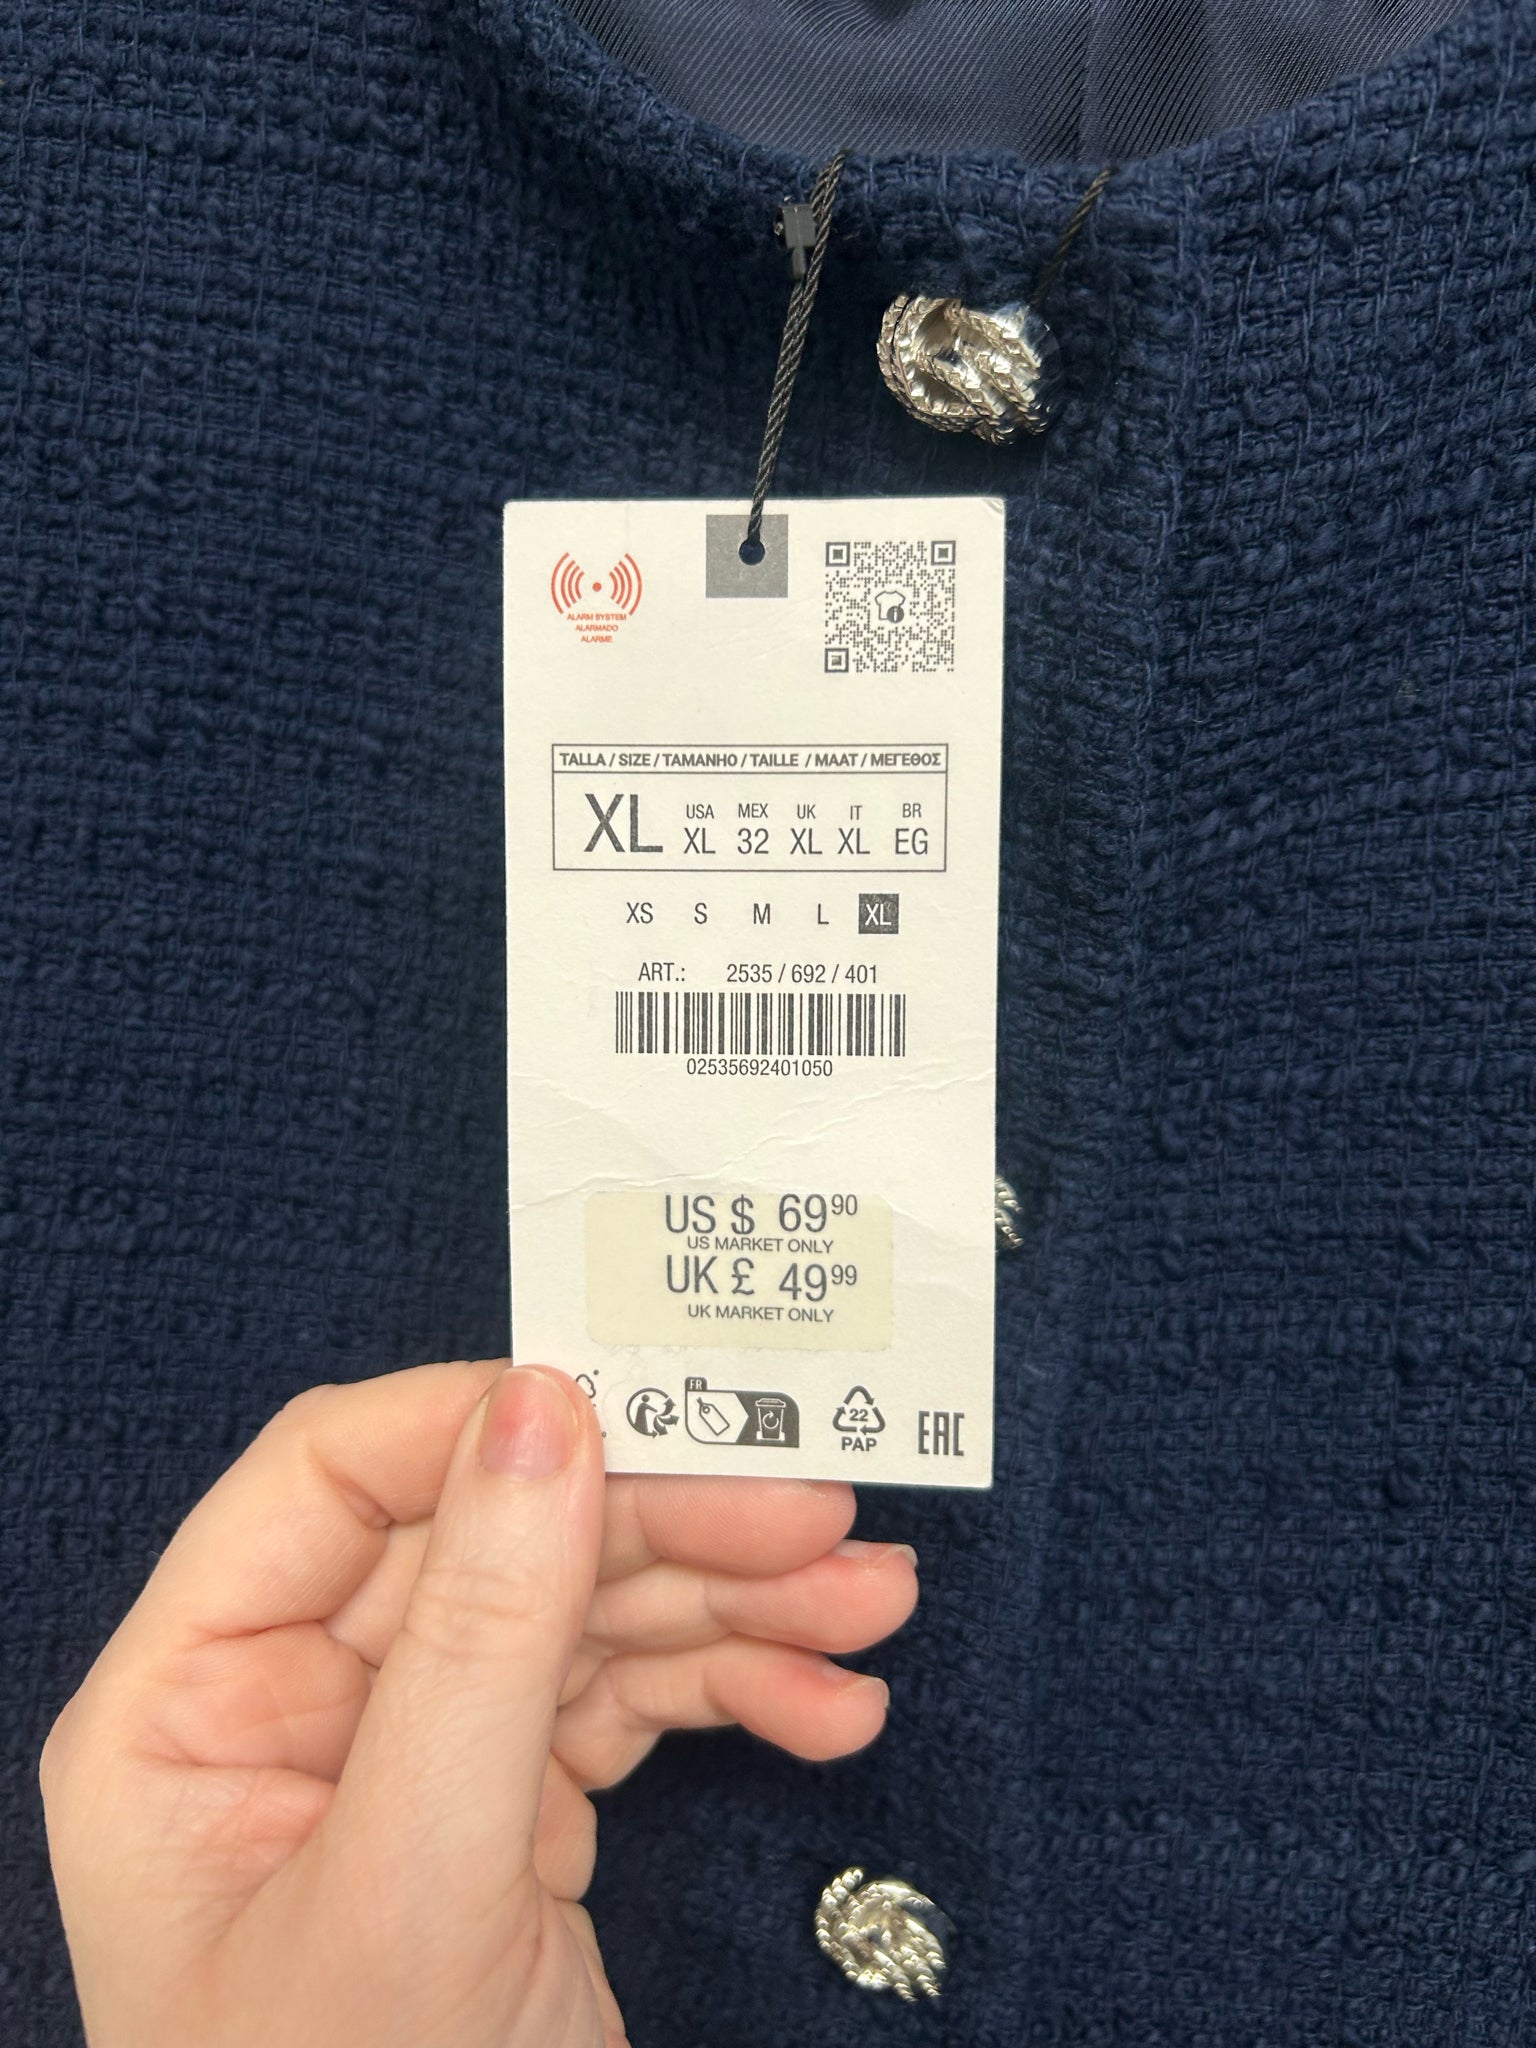 ALARM SYSTEM
ALARMADO
ALARME
TALLA / SIZE / TAMANHO / TAILLE / MAAT / ΜΕΓΕΘΟΣ
XL USA XL MEX 32 UK XL IT XL BR EG
XS S M L XL
ART.: 2535 / 692 / 401
02535692401050
US $ 69⁹⁰
US MARKET ONLY
UK £ 49⁹⁹
UK MARKET ONLY
FR
22
PAP
EAC